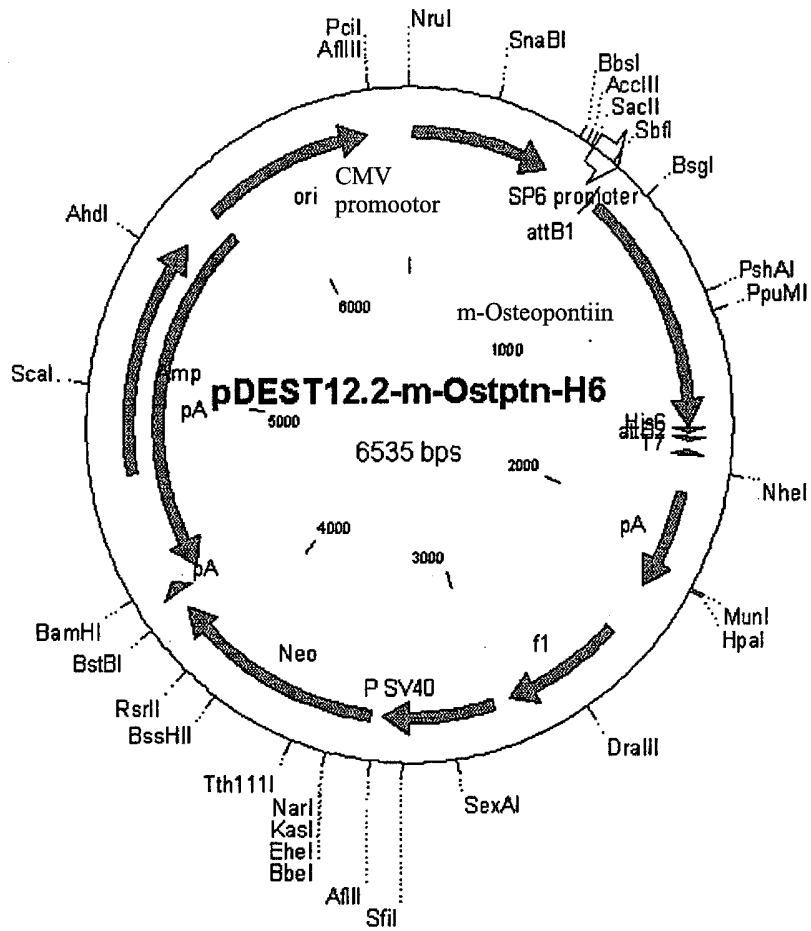 PciI
AflIII
NruI
SnaBI
BbsI
AccIII
SacII
SbfI
BsgI
ori
CMV
promootor
SP6 promoter
attB1
AhdI
PshAI
PpuMI
6000
m-Osteopontiin
1000
ScaI
Amp
pDEST12.2-m-Ostptn-H6
pA
5000
His6
attB2
T7
6535 bps
2000
NheI
4000
3000
pA
pA
MunI
HpaI
BamHI
BstBI
Neo
f1
P SV40
RsrII
BssHII
DraIII
Tth111I
SexAI
NarI
KasI
EheI
BbeI
AflII
SfiI